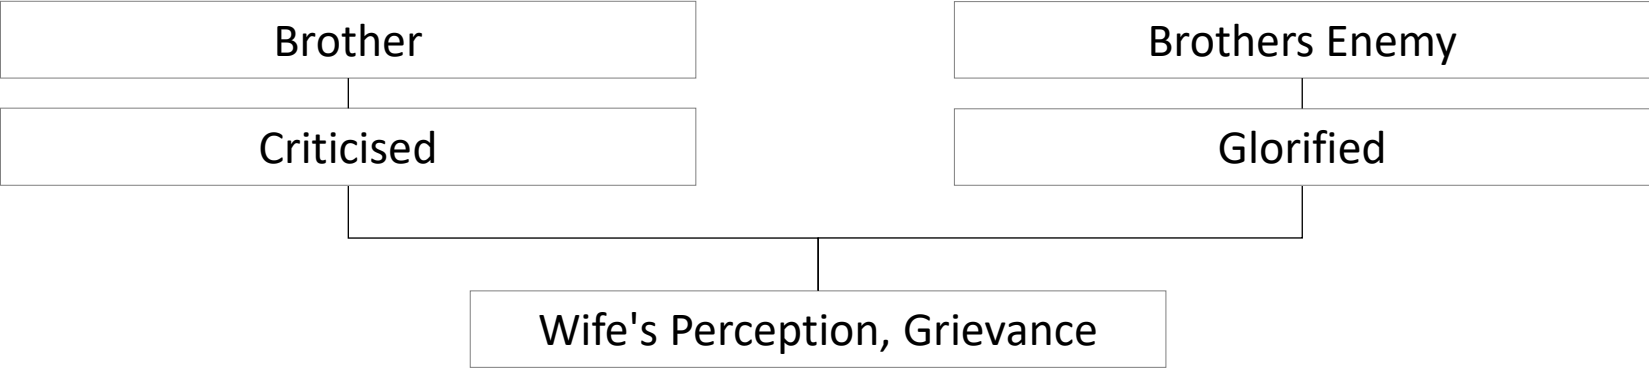 Brother
Brothers Enemy
Criticised
Glorified
Wife's Perception, Grievance